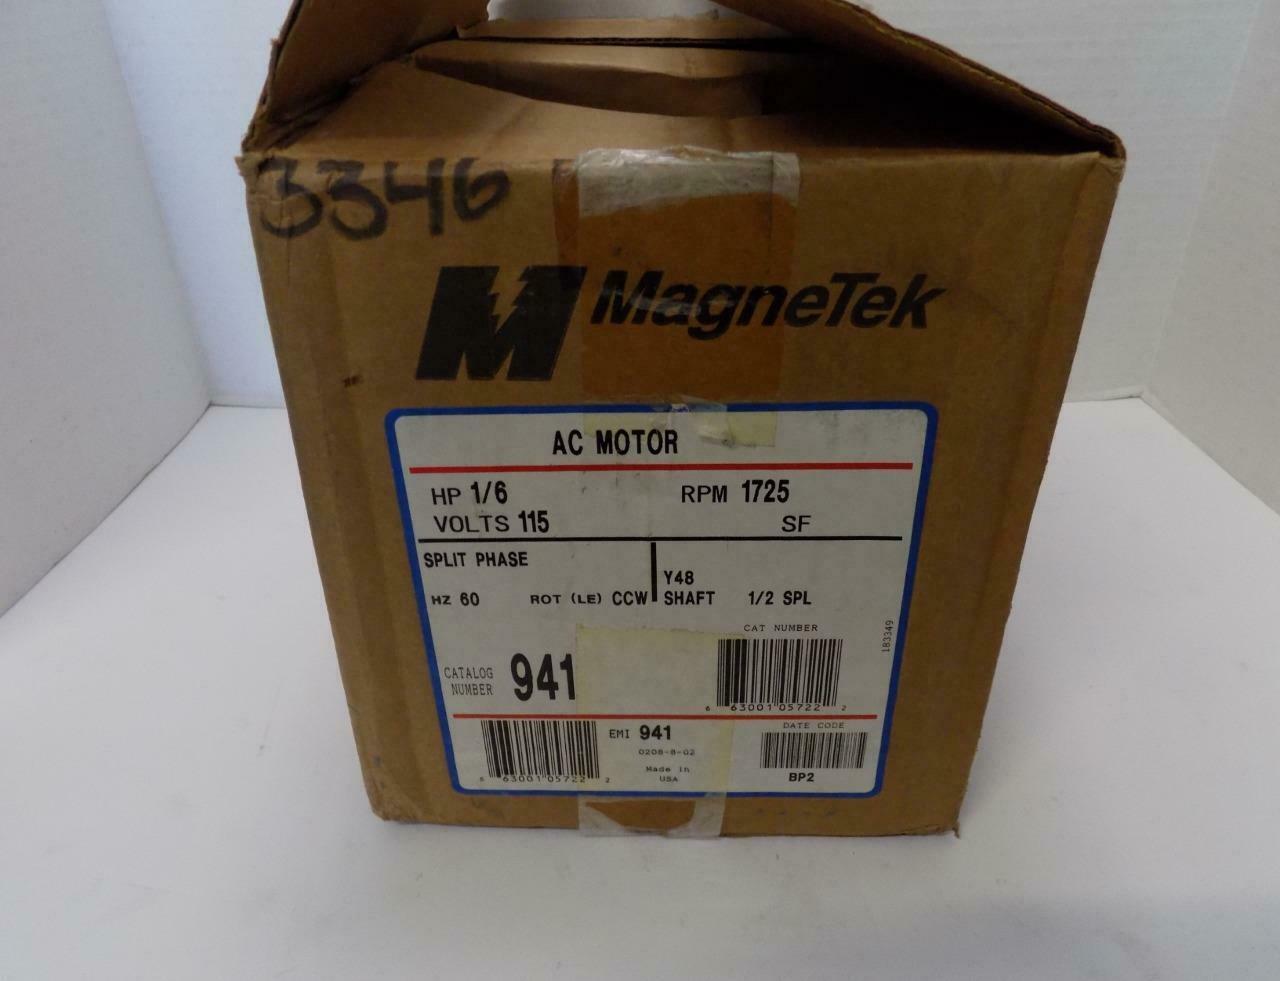 3346
MagneTek
AC MOTOR
HP 1/6 RPM 1725
VOLTS 115 SF
SPLIT PHASE
Y48
HZ 60 ROT (LE) CCW SHAFT 1/2 SPL
CAT NUMBER
183349
CATALOG NUMBER 941
6 63001 05722 2
EMI 941
DATE CODE
0208-8-02
Made in
USA
BP2
6 63001 05722 2